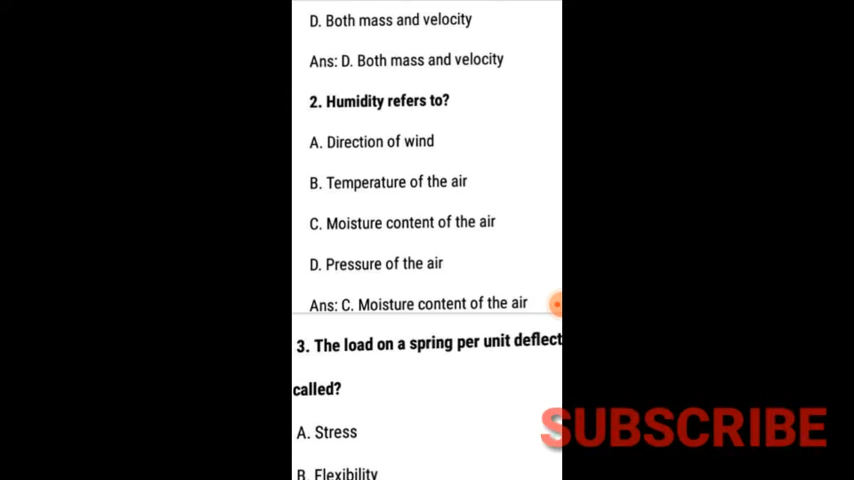 D. Both mass and velocity
Ans: D. Both mass and velocity
2. Humidity refers to?
A. Direction of wind
B. Temperature of the air
C. Moisture content of the air
D. Pressure of the air
Ans: C. Moisture content of the air
3. The load on a spring per unit deflect
called?
A. Stress
B. Flexibility
SUBSCRIBE